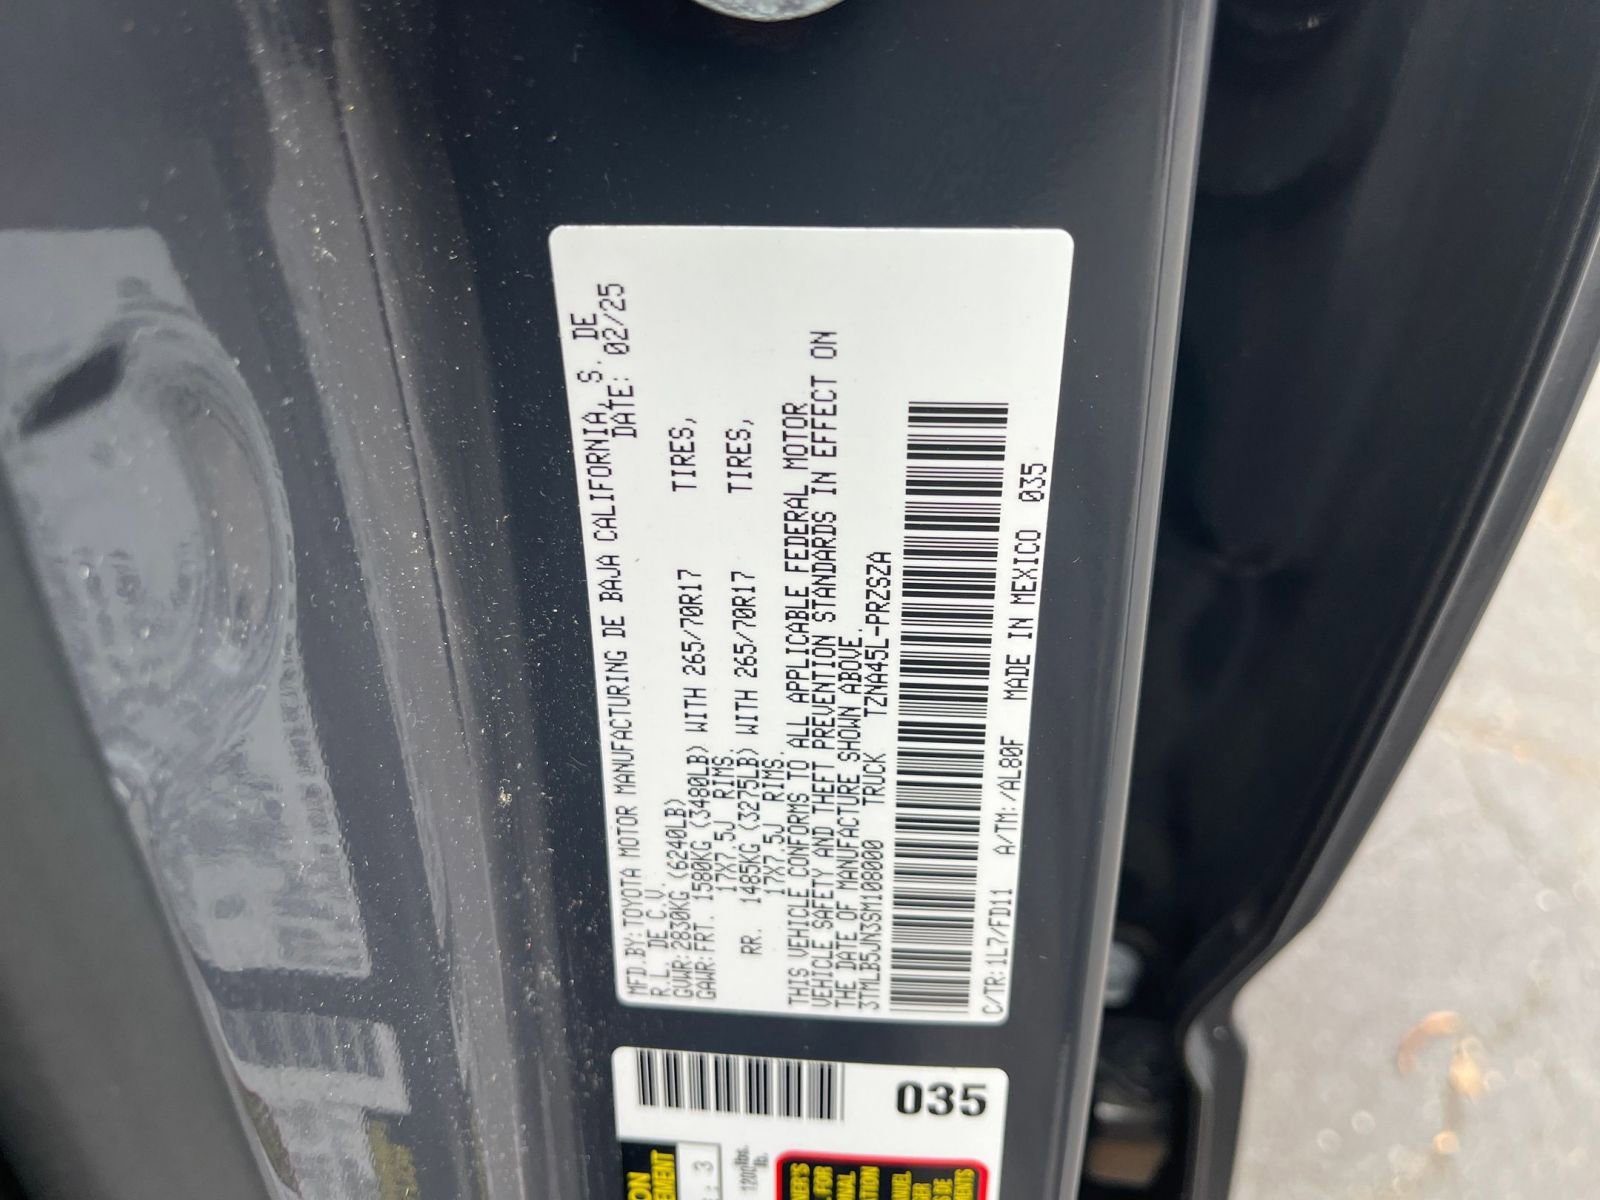 MFD.BY:TOYOTA MOTOR MANUFACTURING DE BAJA CALIFORNIA, S. DE
R.L. DE C.V. DATE: 02/25
GVWR:2830KG (6240LB)
GAWR:FRT. 1580KG (3480LB) WITH 265/70R17 TIRES,
17X7.5J RIMS
RR. 1485KG (3275LB) WITH 265/70R17 TIRES,
17X7.5J RIMS.
THIS VEHICLE CONFORMS TO ALL APPLICABLE FEDERAL MOTOR
VEHICLE SAFETY AND THEFT PREVENTION STANDARDS IN EFFECT ON
THE DATE OF MANUFACTURE SHOWN ABOVE.
3TMLB5JN3SM108000 TRUCK TZNA45L-PRZSZA
C/TR:1L7/FD11 A/TM:/AL80F MADE IN MEXICO 035
035
3
1200lbs.
lb.